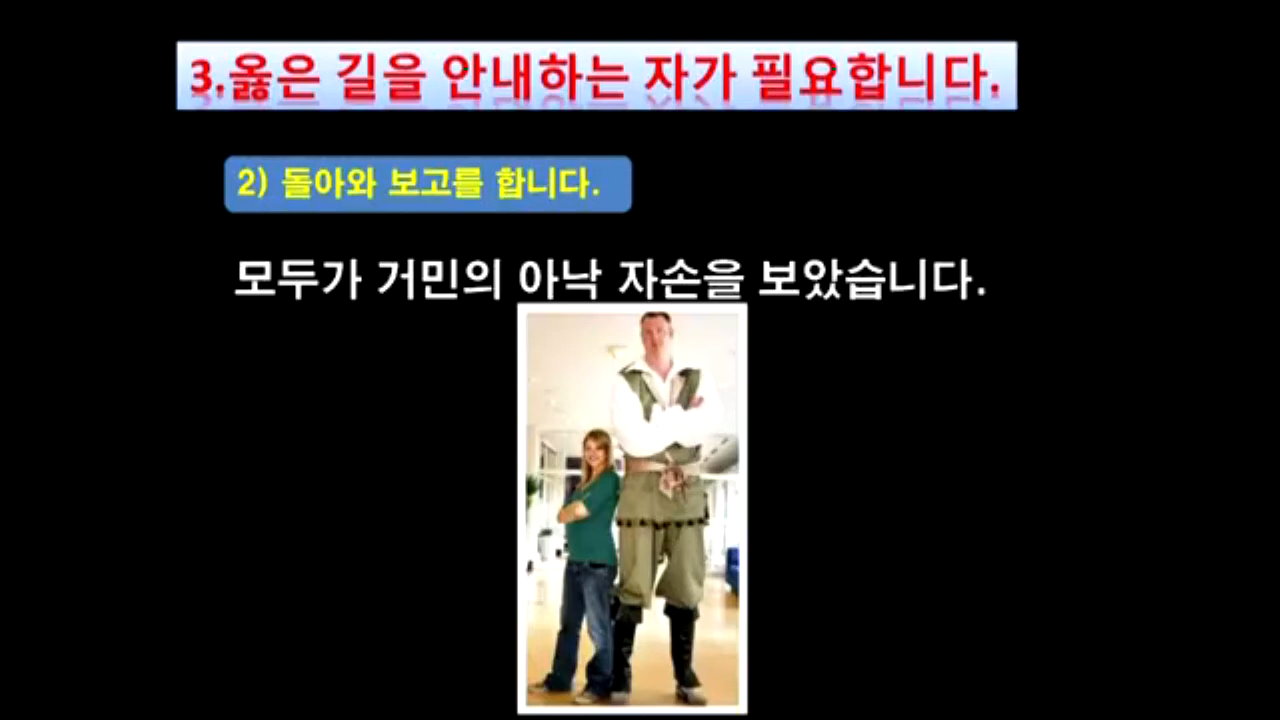 3.옳은 길을 안내하는 자가 필요합니다.
2) 돌아와 보고를 합니다.
모두가 거민의 아낙 자손을 보았습니다.